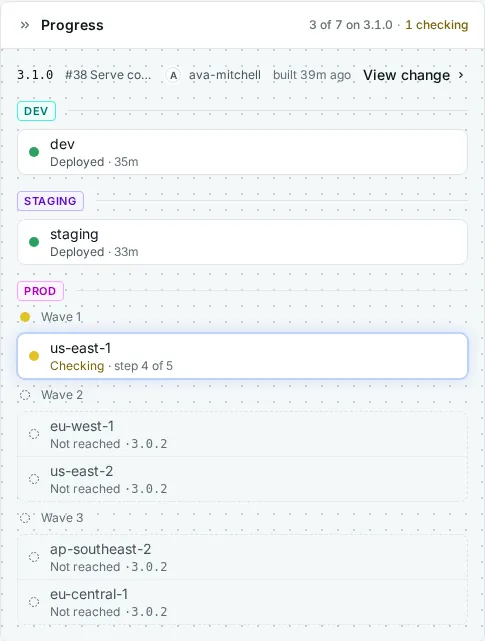 Progress
3 of 7 on 3.1.0 · 1 checking
3.1.0 #38 Serve co... A ava-mitchell built 39m ago View change
DEV
dev
Deployed · 35m
STAGING
staging
Deployed · 33m
PROD
Wave 1
us-east-1
Checking · step 4 of 5
Wave 2
eu-west-1
Not reached · 3.0.2
us-east-2
Not reached · 3.0.2
Wave 3
ap-southeast-2
Not reached · 3.0.2
eu-central-1
Not reached · 3.0.2